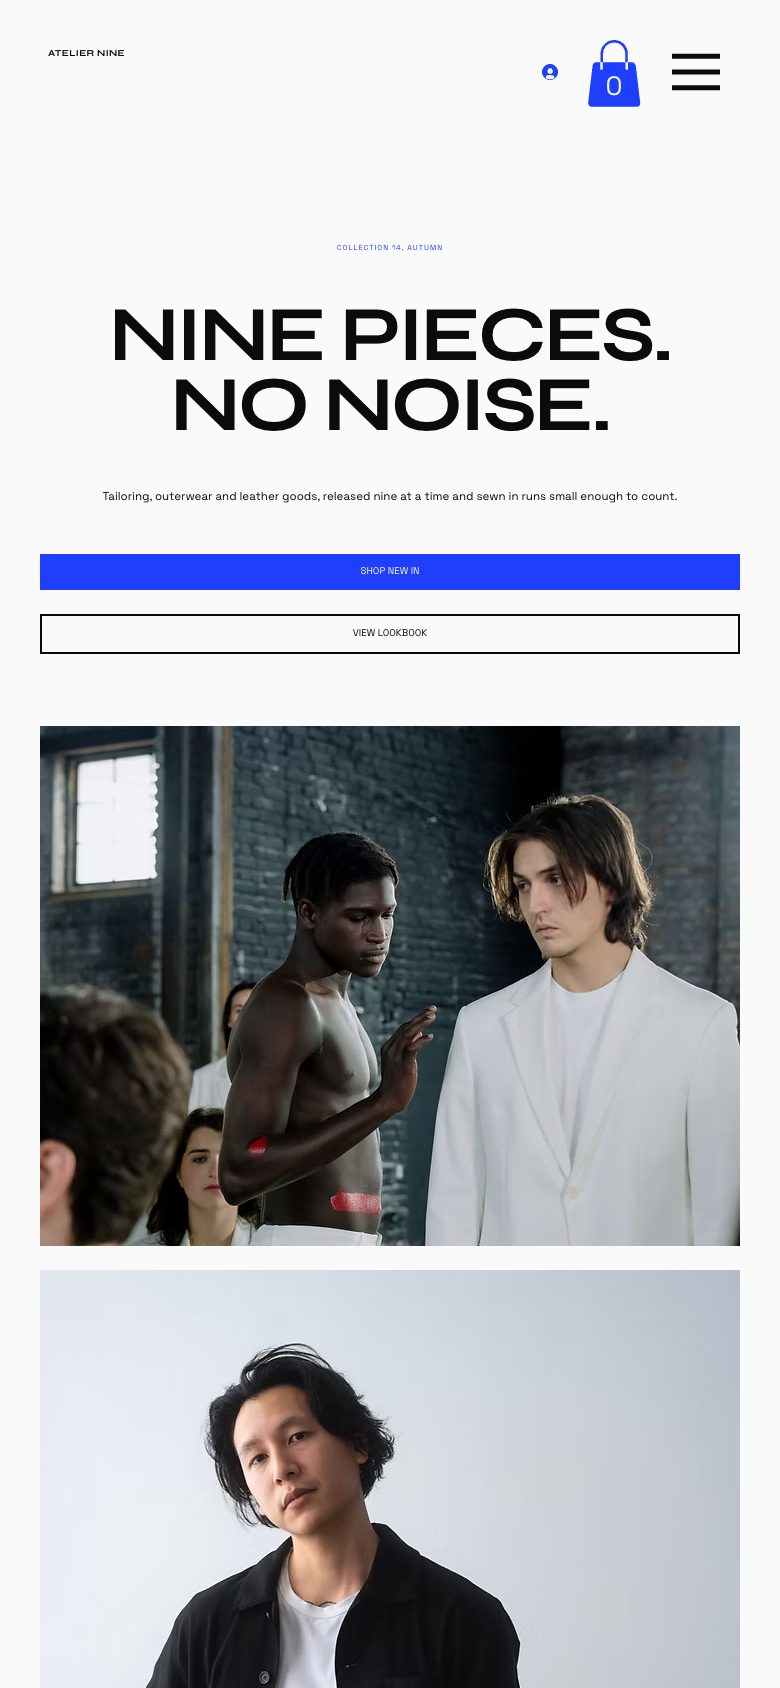 ATELIER NINE
0
COLLECTION 14, AUTUMN
NINE PIECES.
NO NOISE.
Tailoring, outerwear and leather goods, released nine at a time and sewn in runs small enough to count.
SHOP NEW IN
VIEW LOOKBOOK